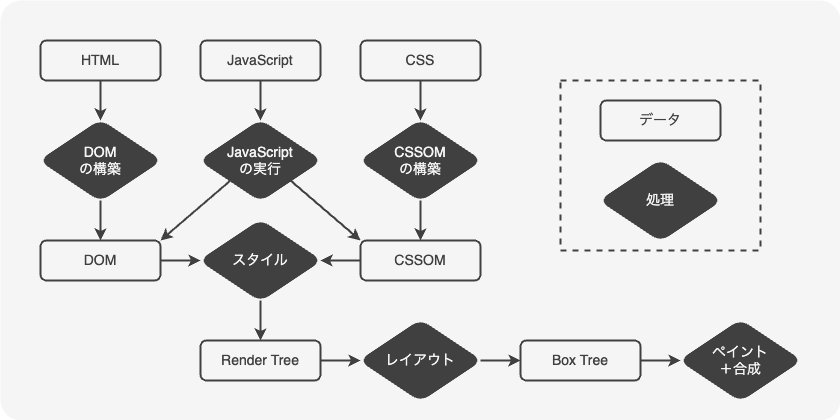 HTML
JavaScript
CSS
データ
DOM
の構築
JavaScript
の実行
CSSOM
の構築
処理
DOM
スタイル
CSSOM
Render Tree
レイアウト
Box Tree
ペイント
＋合成